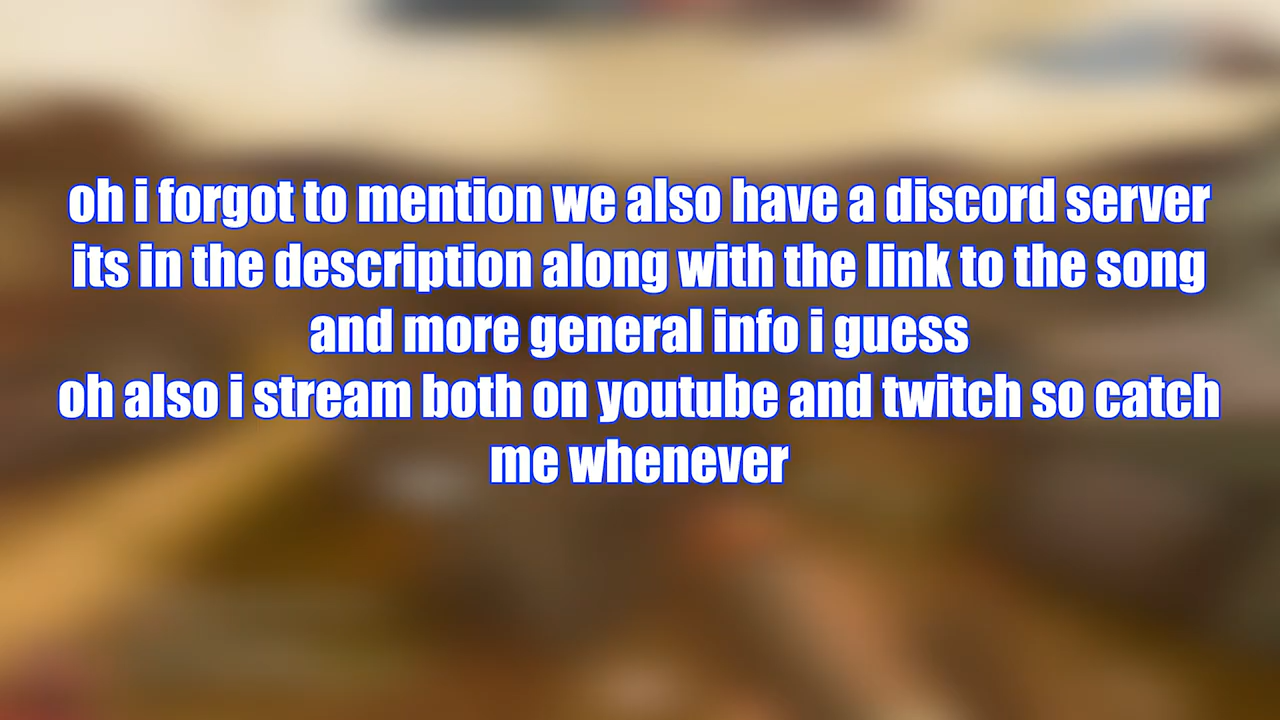 oh i forgot to mention we also have a discord server
its in the description along with the link to the song
and more general info i guess
oh also i stream both on youtube and twitch so catch
me whenever